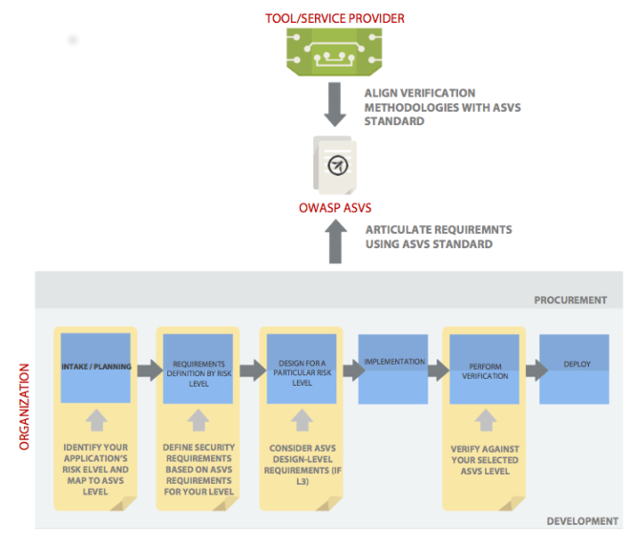 TOOL/SERVICE PROVIDER
ALIGN VERIFICATION
METHODOLOGIES WITH ASVS
STANDARD
OWASP ASVS
ARTICULATE REQUIREMNTS
USING ASVS STANDARD
PROCUREMENT
ORGANIZATION
INTAKE / PLANNING
REQUIREMENTS
DEFINITION BY RISK
LEVEL
DESIGN FOR A
PARTICULAR RISK
LEVEL
IMPLEMENTATION
PERFORM
VERIFICATION
DEPLOY
IDENTIFY YOUR
APPLICATION'S
RISK ELVEL AND
MAP TO ASVS
LEVEL
DEFINE SECURITY
REQUIREMENTS
BASED ON ASVS
REQUIREMENTS
FOR YOUR LEVEL
CONSIDER ASVS
DESIGN-LEVEL
REQUIREMENTS (IF
L3)
VERIFY AGAINST
YOUR SELECTED
ASVS LEVEL
DEVELOPMENT